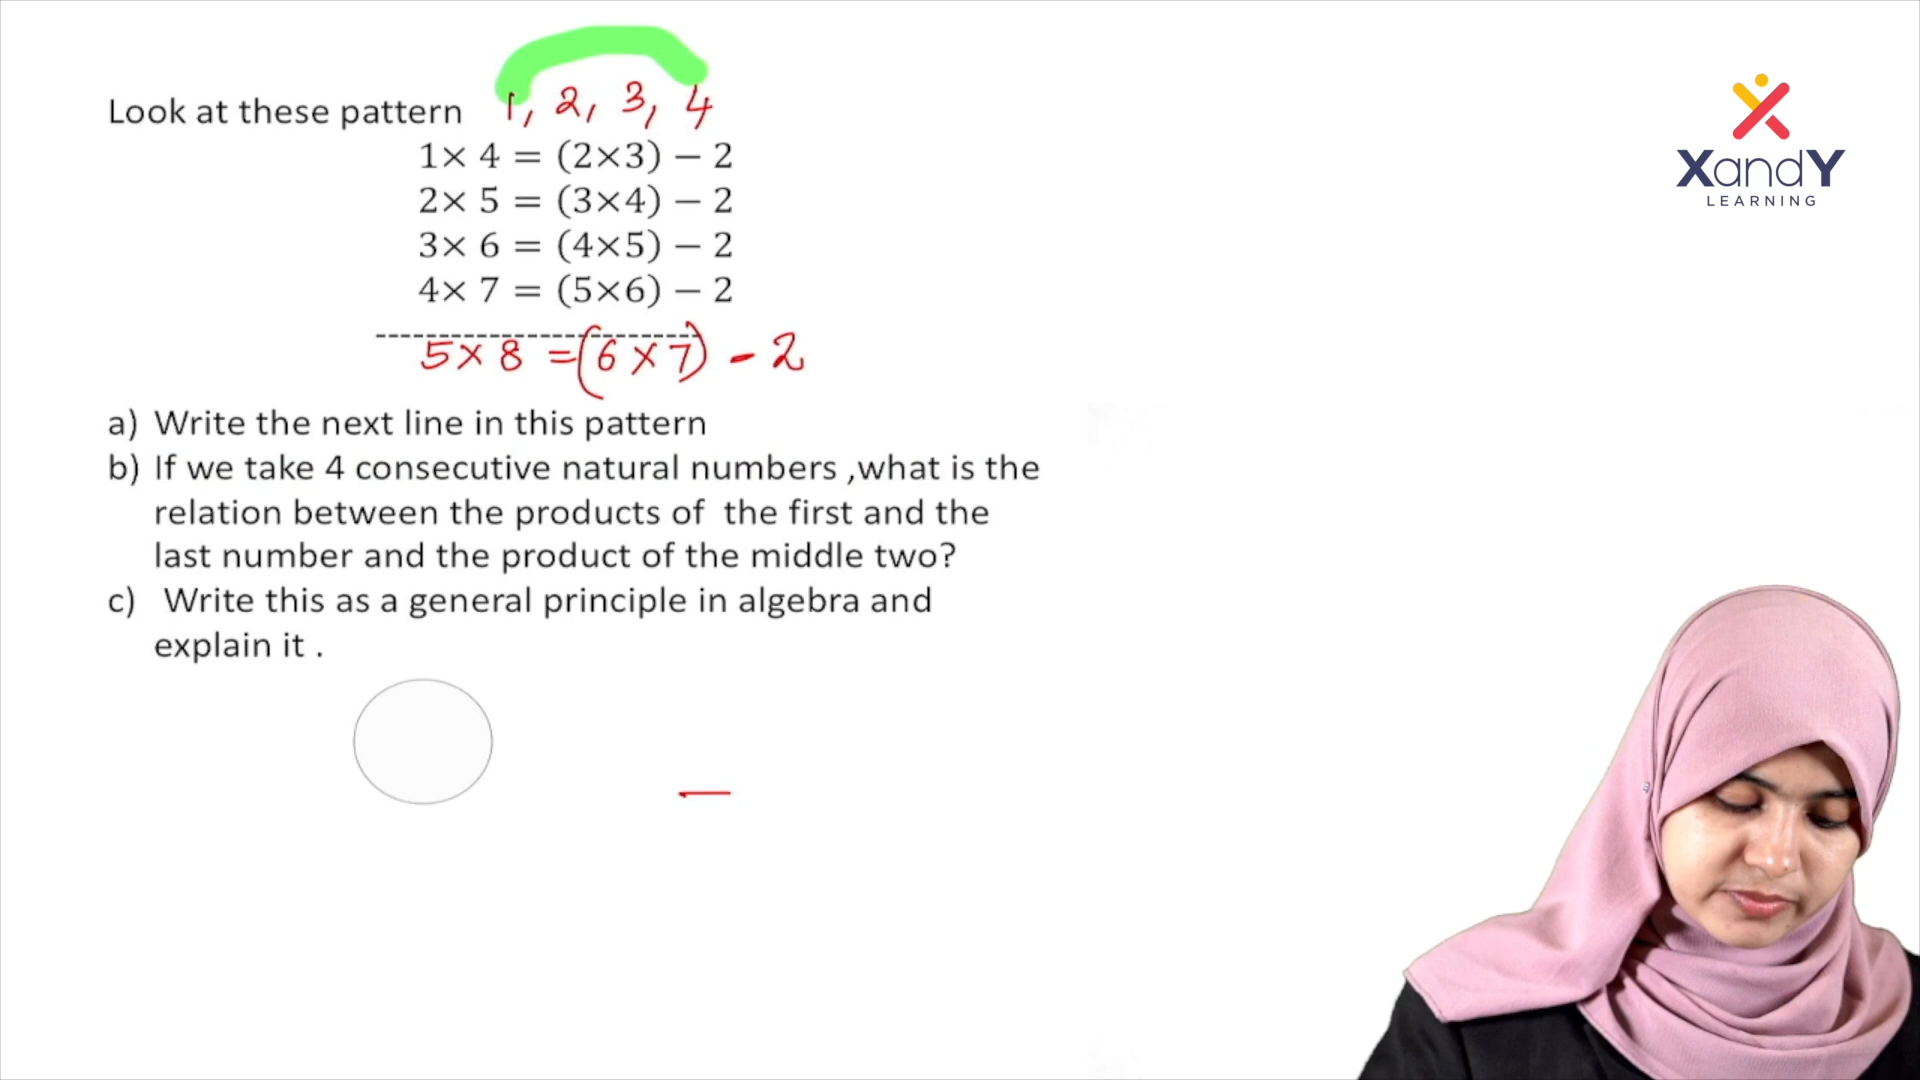 Look at these pattern 1, 2, 3, 4
1× 4 = (2×3) − 2
2× 5 = (3×4) − 2
3× 6 = (4×5) − 2
4× 7 = (5×6) − 2
5 × 8 = (6 × 7) - 2
a) Write the next line in this pattern
b) If we take 4 consecutive natural numbers ,what is the
relation between the products of the first and the
last number and the product of the middle two?
c) Write this as a general principle in algebra and
explain it .
XandY
LEARNING